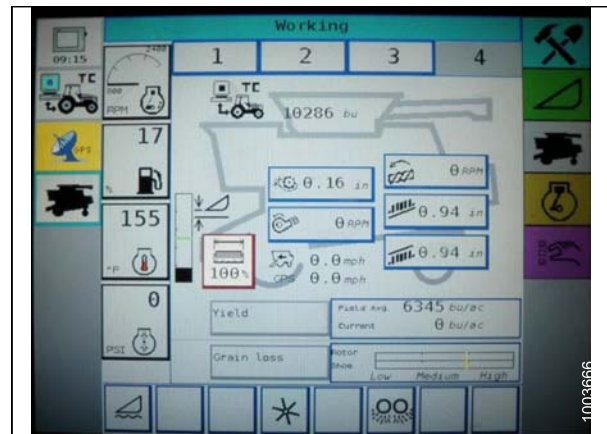 Working
09:15
2400
800
RPM
1 2 3 4
TC
TC
10286 bu
GPS
17
%
0.16 in
0 RPM
0 RPM
0.94 in
155
°F
100%
0.0 mph
GPS 0.0 mph
0.94 in
0
PSI
Yield
Field Avg. 6345 bu/ac
Current 0 bu/ac
Grain loss
Rotor
Shoe
Low Medium High
1003666